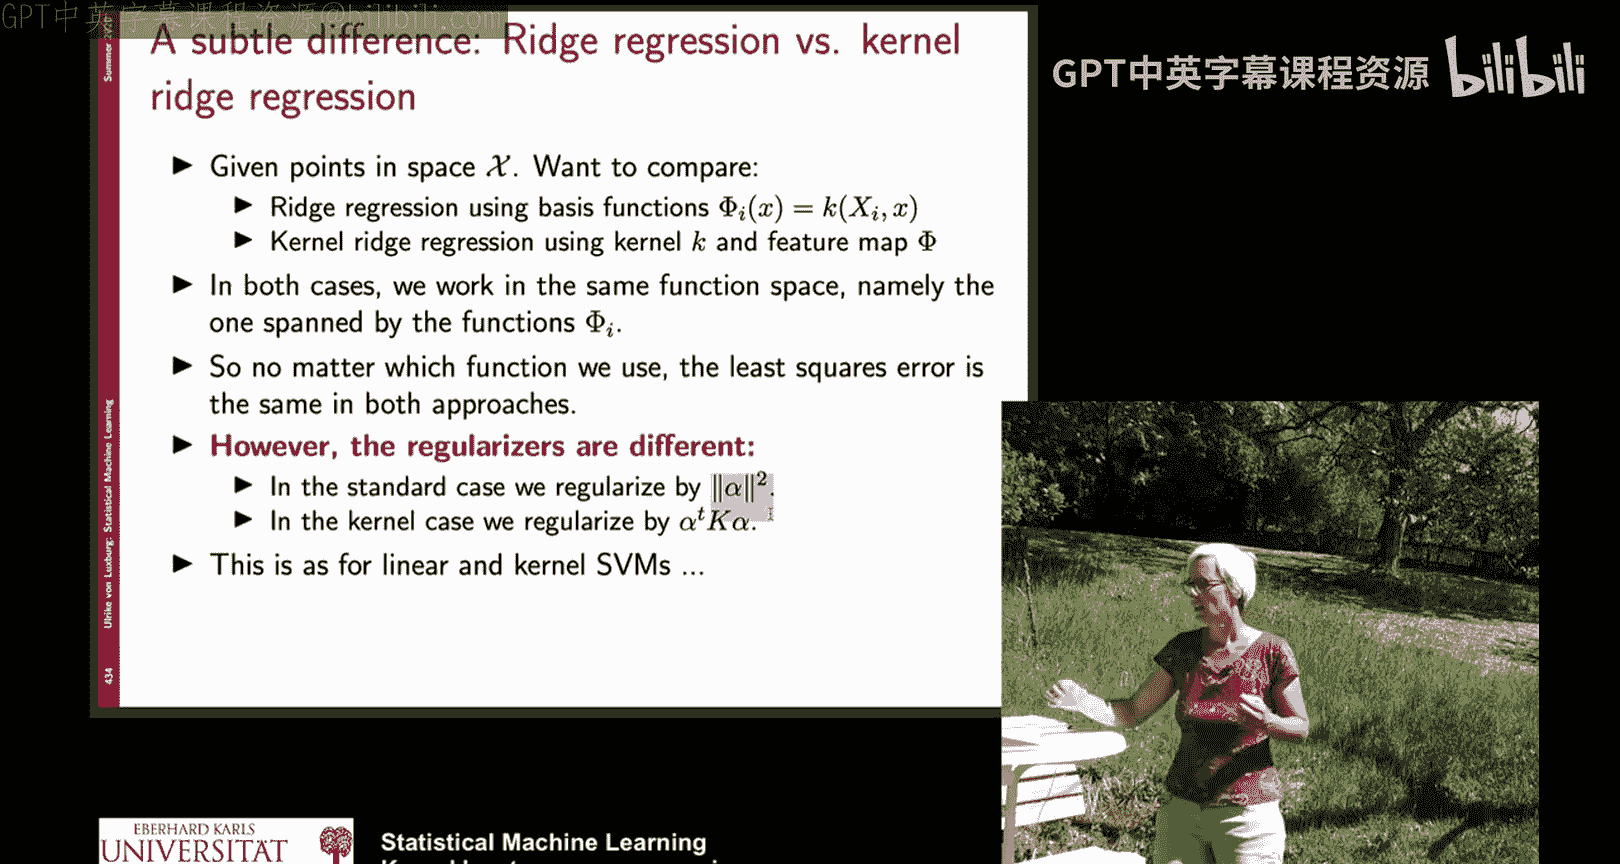 GPT中英字幕课程资源@bilibili.com
A subtle difference: Ridge regression vs. kernel
ridge regression
► Given points in space 𝒳. Want to compare:
► Ridge regression using basis functions Φᵢ(x) = k(Xᵢ, x)
► Kernel ridge regression using kernel k and feature map Φ
► In both cases, we work in the same function space, namely the
one spanned by the functions Φᵢ.
► So no matter which function we use, the least squares error is
the same in both approaches.
► However, the regularizers are different:
► In the standard case we regularize by ‖α‖².
► In the kernel case we regularize by αᵗKα.
► This is as for linear and kernel SVMs ...
Summer
Ulrike von Luxburg: Statistical Machine Learning
434
GPT中英字幕课程资源 bilibili
EBERHARD KARLS
UNIVERSITÄT
Statistical Machine Learning